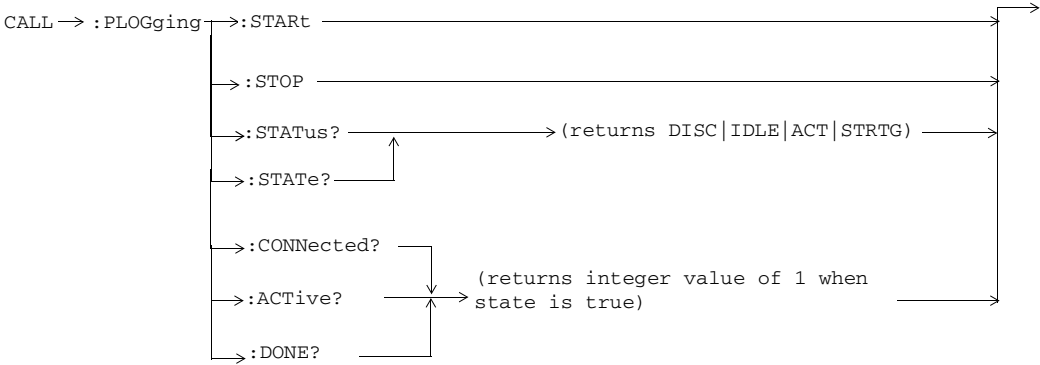 CALL :PLOGging :STARt
:STOP
:STATus? (returns DISC|IDLE|ACT|STRTG)
:STATe?
:CONNected?
(returns integer value of 1 when
:ACTive?
state is true)
:DONE?